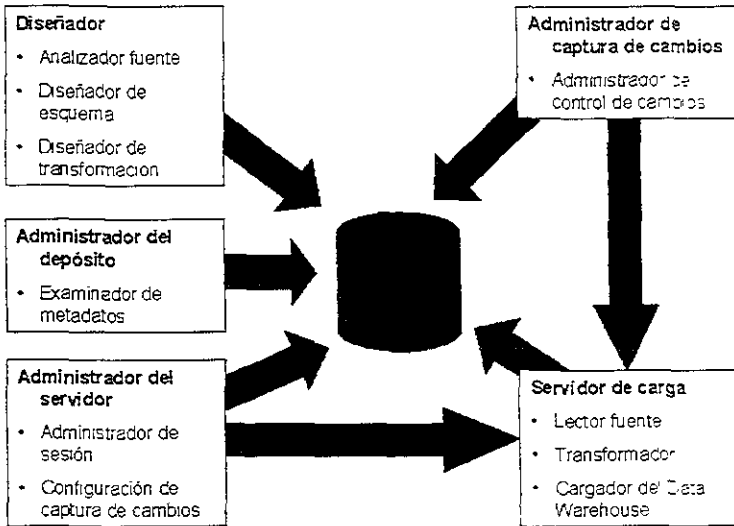 Diseñador
• Analizador fuente
• Diseñador de
esquema
• Diseñador de
transformación
Administrador de
captura de cambios
• Administrador de
control de cambios
Administrador del
depósito
• Examinador de
metadatos
Administrador del
servidor
• Administrador de
sesión
• Configuración de
captura de cambios
Servidor de carga
• Lector fuente
• Transformador
• Cargador del Data
Warehouse